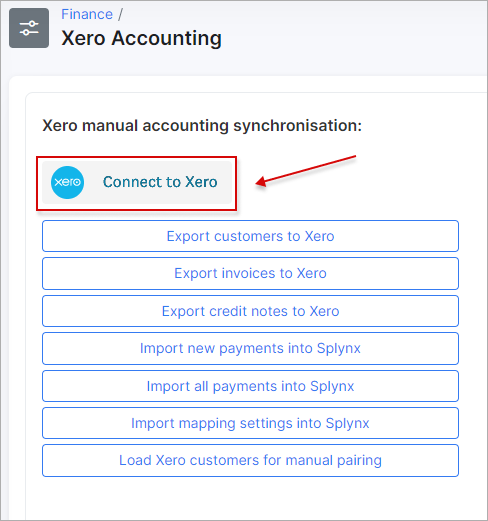 Finance /
Xero Accounting
Xero manual accounting synchronisation:
xero Connect to Xero
Export customers to Xero
Export invoices to Xero
Export credit notes to Xero
Import new payments into Splynx
Import all payments into Splynx
Import mapping settings into Splynx
Load Xero customers for manual pairing